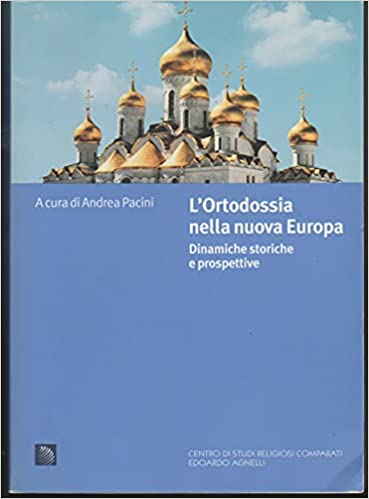 A cura di Andrea Pacini
L'Ortodossia
nella nuova Europa
Dinamiche storiche
e prospettive
CENTRO DI STUDI RELIGIOSI COMPARATI
EDOARDO AGNELLI